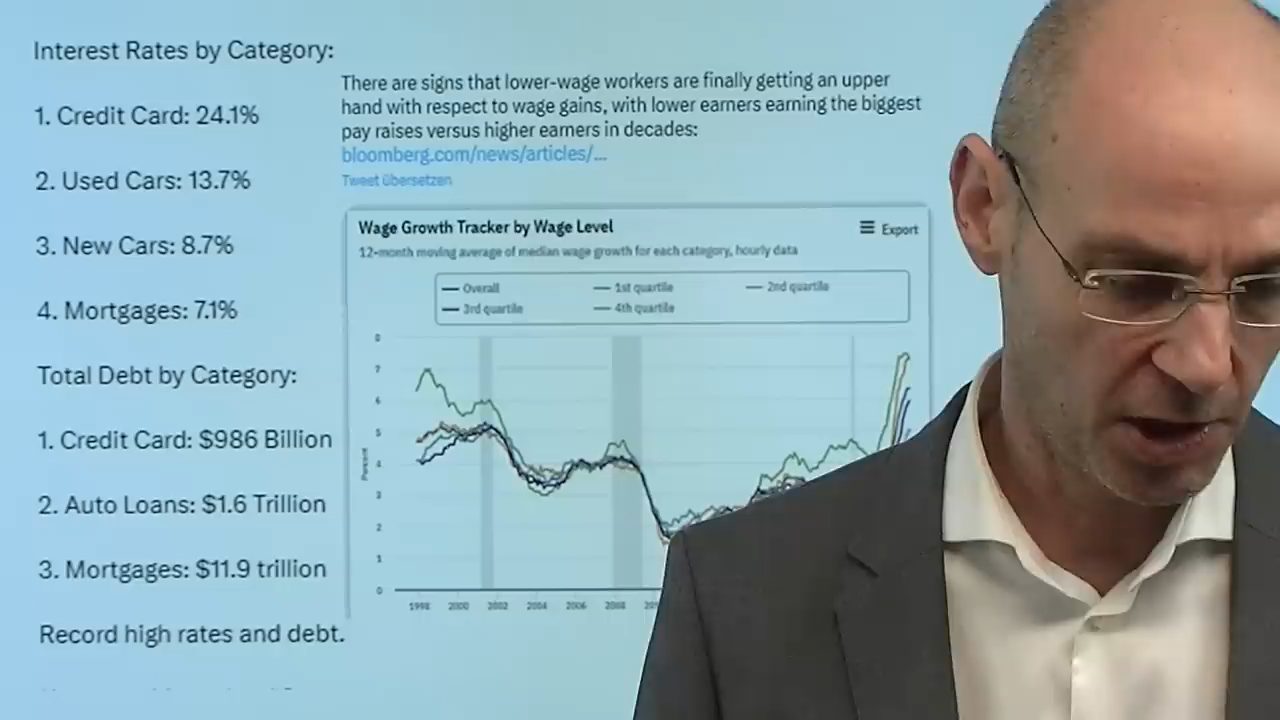 Interest Rates by Category:
1. Credit Card: 24.1%
2. Used Cars: 13.7%
3. New Cars: 8.7%
4. Mortgages: 7.1%
Total Debt by Category:
1. Credit Card: $986 Billion
2. Auto Loans: $1.6 Trillion
3. Mortgages: $11.9 trillion
Record high rates and debt.
There are signs that lower-wage workers are finally getting an upper
hand with respect to wage gains, with lower earners earning the biggest
pay raises versus higher earners in decades:
bloomberg.com/news/articles/...
Tweet übersetzen
Wage Growth Tracker by Wage Level
Export
12-month moving average of median wage growth for each category, hourly data
Overall 1st quartile 2nd quartile
3rd quartile 4th quartile
8
7
6
5
4
3
2
1
0
Percent
1998 2000 2002 2004 2006 2008